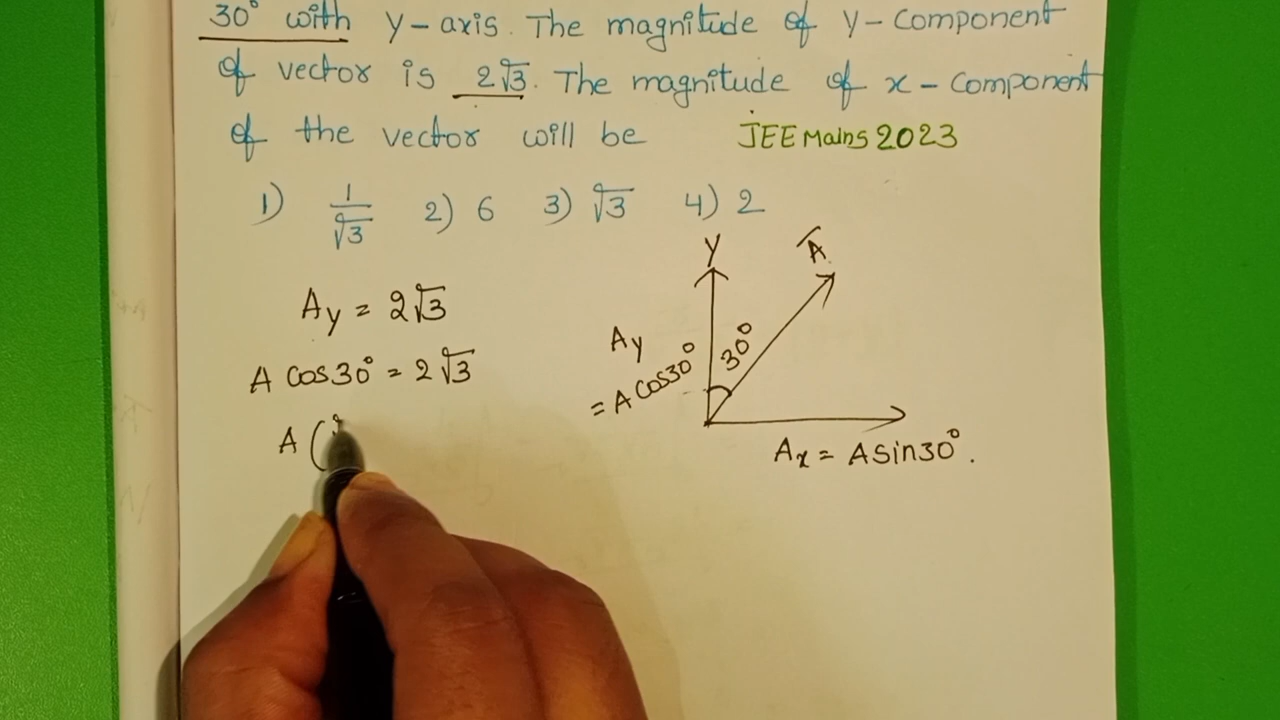 30° with Y-axis. The magnitude of Y-Component
of vector is 2√3. The magnitude of x-Component
of the vector will be JEE Mains 2023
1) 1/√3 2) 6 3) √3 4) 2
Ay = 2√3
A cos30° = 2√3
A (
Y
A
30°
Ay
= A cos30°
Ax = A sin30°.